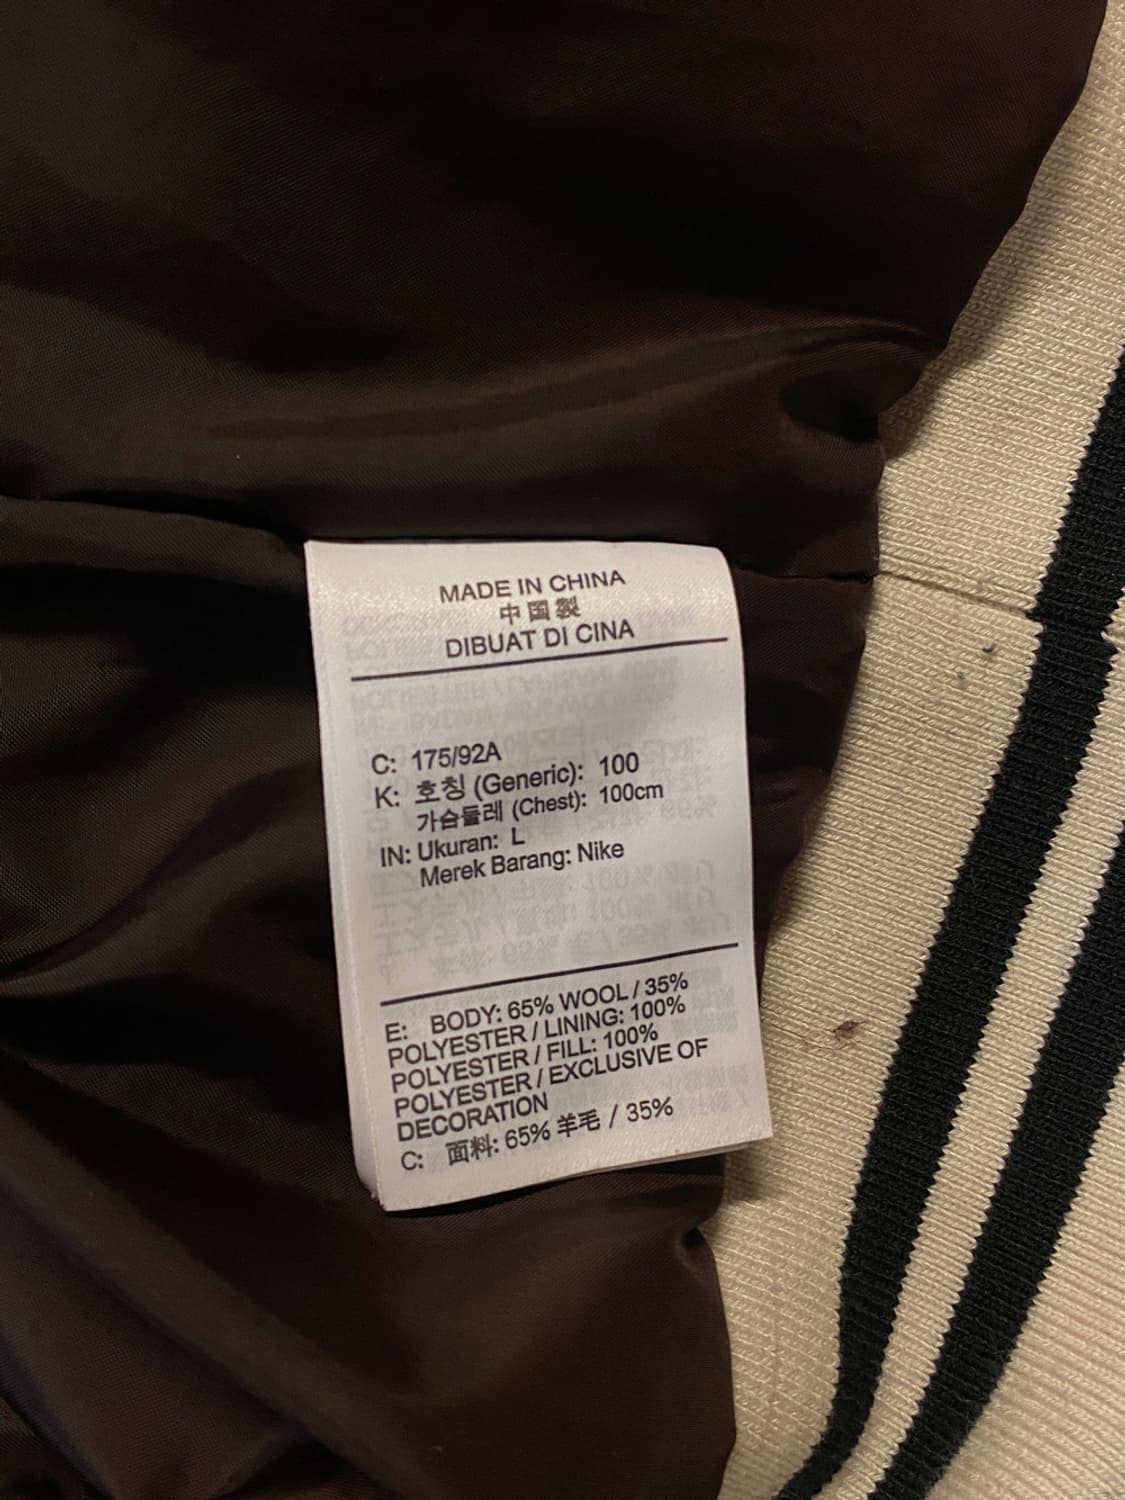 MADE IN CHINA
中国製
DIBUAT DI CINA
C: 175/92A
K: 호칭 (Generic): 100
가슴둘레 (Chest): 100cm
IN: Ukuran: L
Merek Barang: Nike
E: BODY: 65% WOOL / 35%
POLYESTER / LINING: 100%
POLYESTER / FILL: 100%
POLYESTER / EXCLUSIVE OF
DECORATION
C: 面料: 65% 羊毛 / 35%